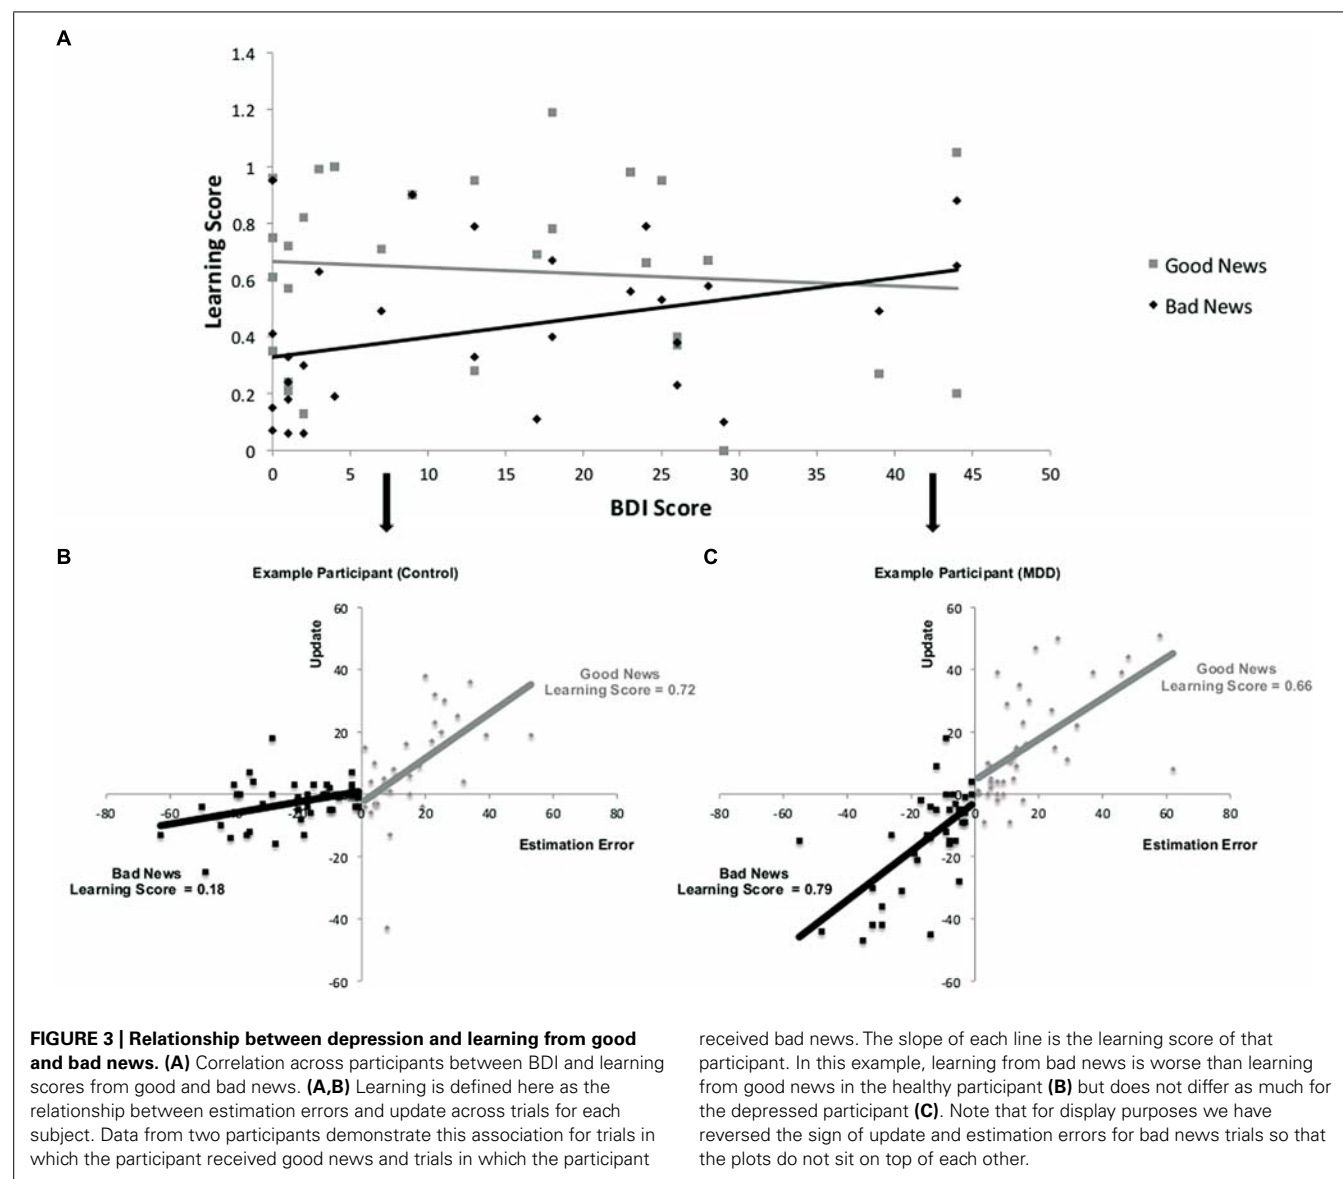 A
1.4
1.2
1
0.8
0.6
0.4
0.2
0
Learning Score
0 5 10 15 20 25 30 35 40 45 50
BDI Score
Good News
Bad News
B
Example Participant (Control)
Update
60
40
20
-20
-40
-60
-80 -60 -40 -20 0 20 40 60 80
Estimation Error
Good News
Learning Score = 0.72
Bad News
Learning Score = 0.18
C
Example Participant (MDD)
Update
60
40
20
-20
-40
-60
-80 -60 -40 -20 0 20 40 60 80
Estimation Error
Good News
Learning Score = 0.66
Bad News
Learning Score = 0.79
FIGURE 3 | Relationship between depression and learning from good
and bad news. (A) Correlation across participants between BDI and learning
scores from good and bad news. (A,B) Learning is defined here as the
relationship between estimation errors and update across trials for each
subject. Data from two participants demonstrate this association for trials in
which the participant received good news and trials in which the participant
received bad news. The slope of each line is the learning score of that
participant. In this example, learning from bad news is worse than learning
from good news in the healthy participant (B) but does not differ as much for
the depressed participant (C). Note that for display purposes we have
reversed the sign of update and estimation errors for bad news trials so that
the plots do not sit on top of each other.